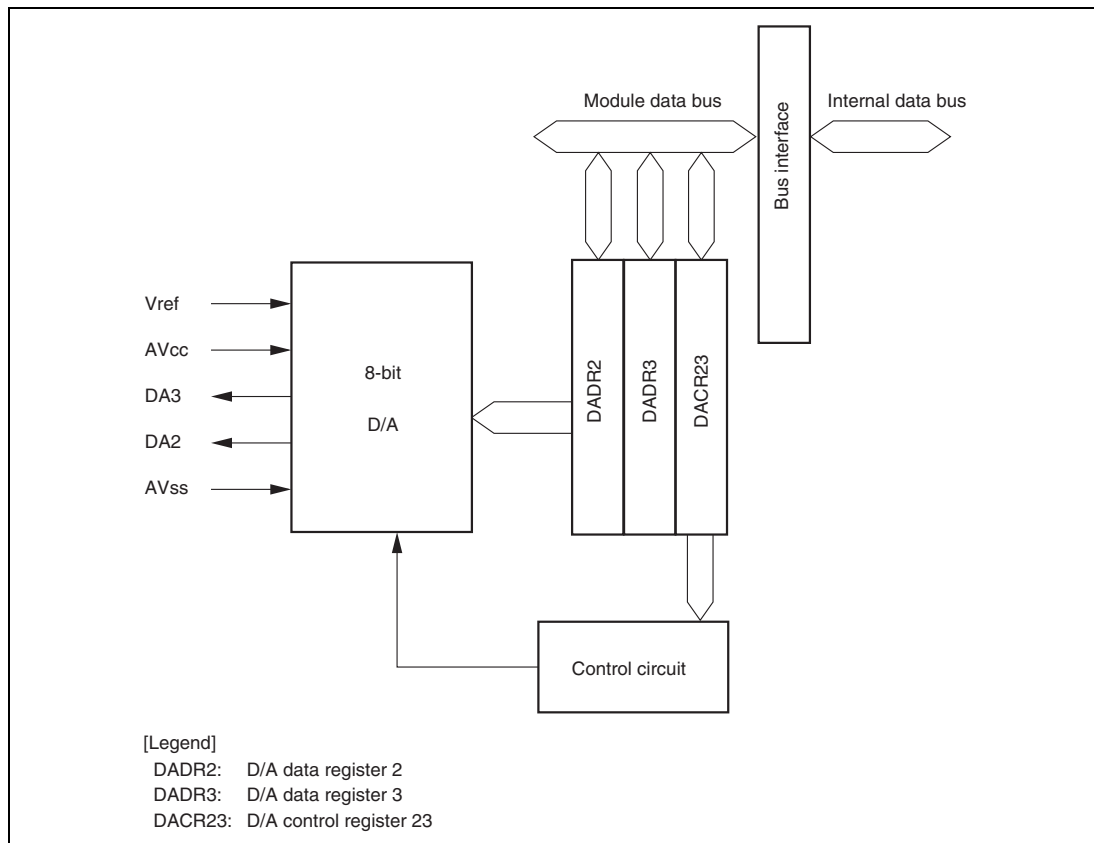 Module data bus
Internal data bus
Bus interface
Vref
AVcc
DA3
DA2
AVss
8-bit
D/A
DADR2
DADR3
DACR23
Control circuit
[Legend]
DADR2: D/A data register 2
DADR3: D/A data register 3
DACR23: D/A control register 23